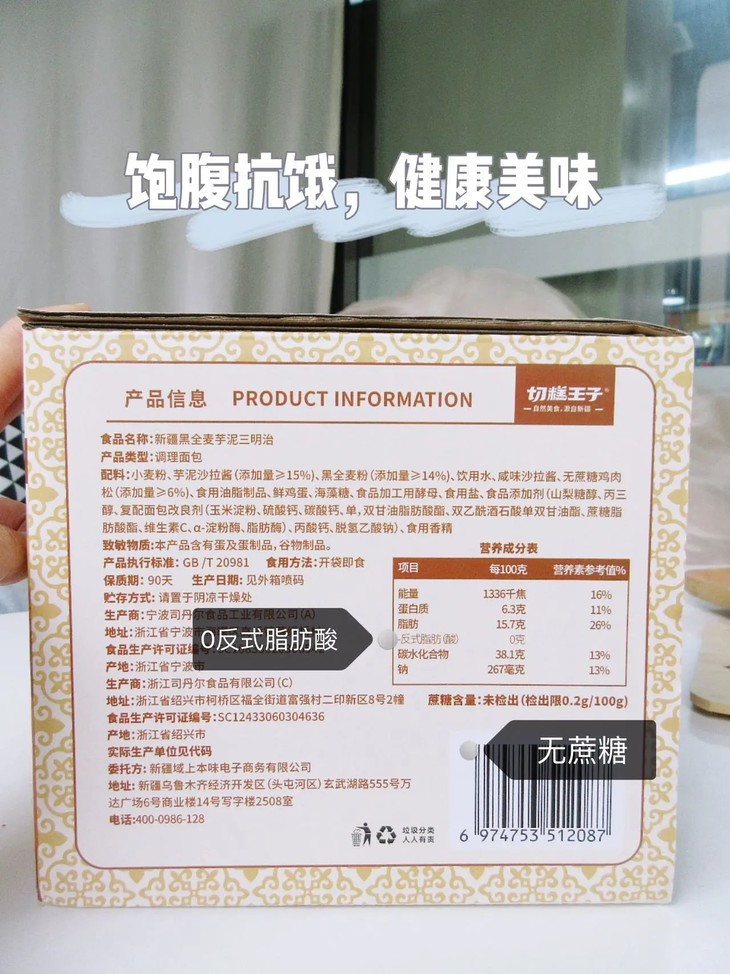 饱腹抗饿，健康美味
产品信息 PRODUCT INFORMATION
切糕王子®
自然美食，源自新疆
食品名称：新疆黑全麦芋泥三明治
产品类型：调理面包
配料：小麦粉、芋泥沙拉酱（添加量≥15%）、黑全麦粉（添加量≥14%）、饮用水、咸味沙拉酱、无蔗糖鸡肉
松（添加量≥6%）、食用油脂制品、鲜鸡蛋、海藻糖、食品加工用酵母、食用盐、食品添加剂（山梨糖醇、丙三
醇、复配面包改良剂（玉米淀粉、硫酸钙、碳酸钙、单，双甘油脂肪酸酯、双乙酰酒石酸单双甘油酯、蔗糖脂
肪酸酯、维生素C、α-淀粉酶、脂肪酶）、丙酸钙、脱氢乙酸钠）、食用香精
致敏物质：本产品含有蛋及蛋制品，谷物制品。
产品执行标准：GB/T 20981 食用方法：开袋即食
保质期：90天 生产日期：见外箱喷码
贮存方式：请置于阴凉干燥处
生产商：宁波司丹尔食品工业有限公司（A）
地址：浙江省宁波
食品生产许可证编号
产地：浙江省宁波市
生产商：浙江司丹尔食品有限公司（C）
地址：浙江省绍兴市柯桥区福全街道富强村二印新区8号2幢
食品生产许可证编号：SC12433060304636
产地：浙江省绍兴市
实际生产单位见代码
委托方：新疆域上本味电子商务有限公司
地址：新疆乌鲁木齐经济开发区（头屯河区）玄武湖路555号万
达广场6号商业楼14号写字楼2508室
电话:400-0986-128
营养成分表
项目 每100克 营养素参考值%
能量 1336千焦 16%
蛋白质 6.3克 11%
脂肪 15.7克 26%
-反式脂肪（酸） 0克
碳水化合物 38.1克 13%
钠 267毫克 13%
蔗糖含量：未检出（检出限0.2g/100g）
0反式脂肪酸
无蔗糖
垃圾分类
人人有责
6 974753 512087